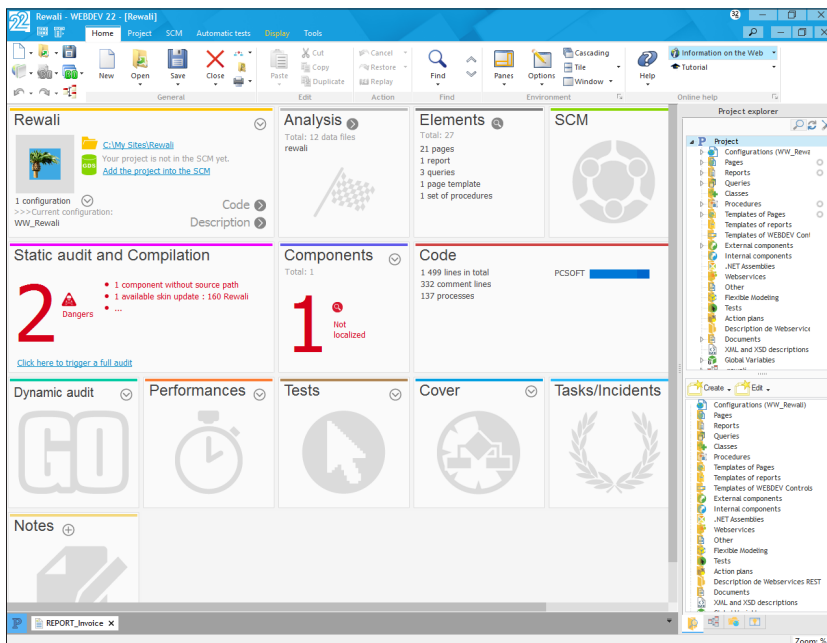 Rewali - WEBDEV 22 - [Rewali]
Home Project SCM Automatic tests Display Tools
New Open Save Close
General
Paste Cut Copy Duplicate
Edit
Cancel Restore Replay
Action
Find
Find
Panes Options Cascading Tile Window
Environment
Help Information on the Web Tutorial
Online help
Rewali
C:\My Sites\Rewali
Your project is not in the SCM yet.
Add the project into the SCM
1 configuration
>>>Current configuration:
WW_Rewali
Code
Description
Analysis
Total: 12 data files
rewali
Elements
Total: 27
21 pages
1 report
3 queries
1 page template
1 set of procedures
SCM
Static audit and Compilation
2
Dangers
1 component without source path
1 available skin update : 160 Rewali
...
Click here to trigger a full audit
Components
Total: 1
1
Not
localized
Code
1 499 lines in total
332 comment lines
137 processes
PCSOFT
Dynamic audit
GO
Performances
Tests
Cover
Tasks/Incidents
Notes
REPORT_Invoice X
Project explorer
Project
Configurations (WW_Rewa
Pages
Reports
Queries
Classes
Procedures
Templates of Pages
Templates of reports
Templates of WEBDEV Cont
External components
Internal components
.NET Assemblies
Webservices
Other
Flexible Modeling
Tests
Action plans
Description de Webservice
Documents
XML and XSD descriptions
Global Variables
Create Edit
Configurations (WW_Rewali)
Pages
Reports
Queries
Classes
Procedures
Templates of Pages
Templates of reports
Templates of WEBDEV Controls
External components
Internal components
.NET Assemblies
Webservices
Other
Flexible Modeling
Tests
Action plans
Description de Webservices REST
Documents
XML and XSD descriptions
Zoom: %